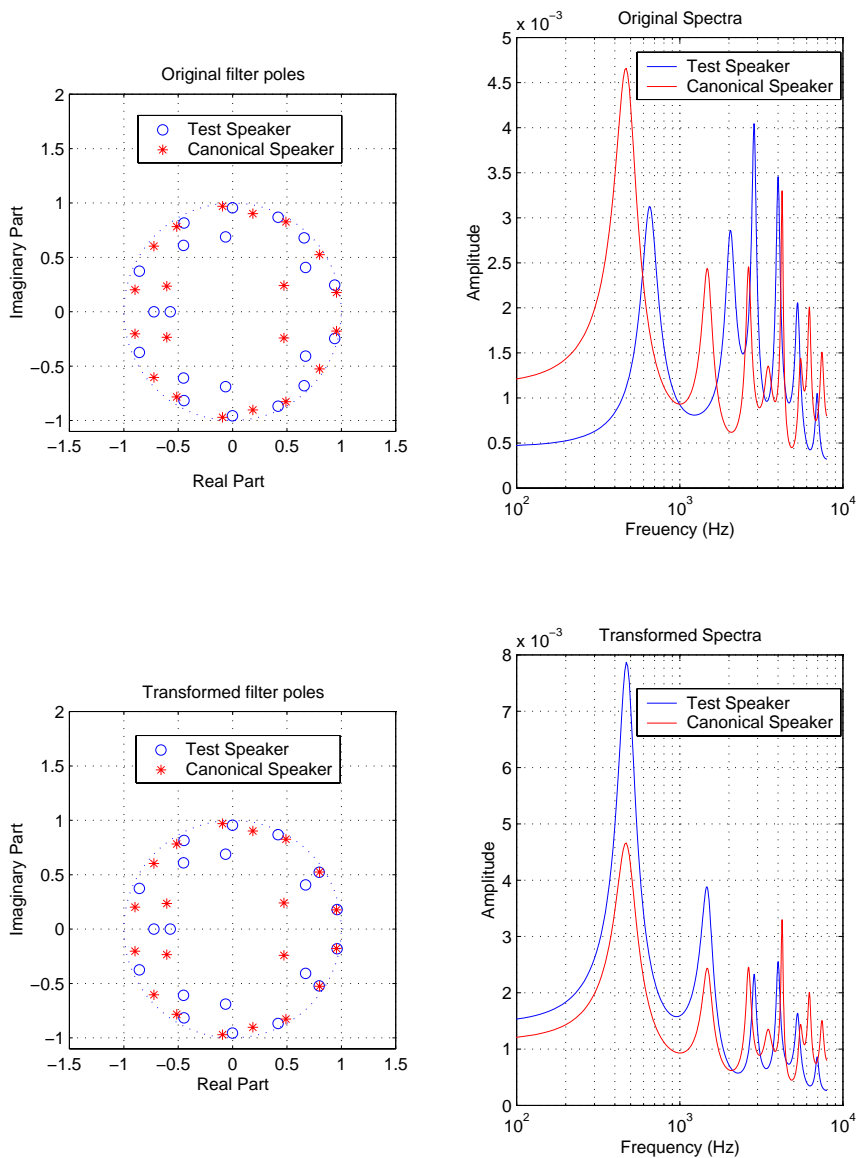 Original filter poles
2
1.5
1
0.5
0
−0.5
−1
−1.5
−1
−0.5
0
0.5
1
1.5
Imaginary Part
Real Part
Test Speaker
Canonical Speaker
Original Spectra
x 10−3
5
4.5
4
3.5
3
2.5
2
1.5
1
0.5
0
10^2
10^3
10^4
Amplitude
Freuency (Hz)
Test Speaker
Canonical Speaker
Transformed filter poles
2
1.5
1
0.5
0
−0.5
−1
−1.5
−1
−0.5
0
0.5
1
1.5
Imaginary Part
Real Part
Test Speaker
Canonical Speaker
Transformed Spectra
x 10−3
8
7
6
5
4
3
2
1
0
10^2
10^3
10^4
Amplitude
Frequency (Hz)
Test Speaker
Canonical Speaker